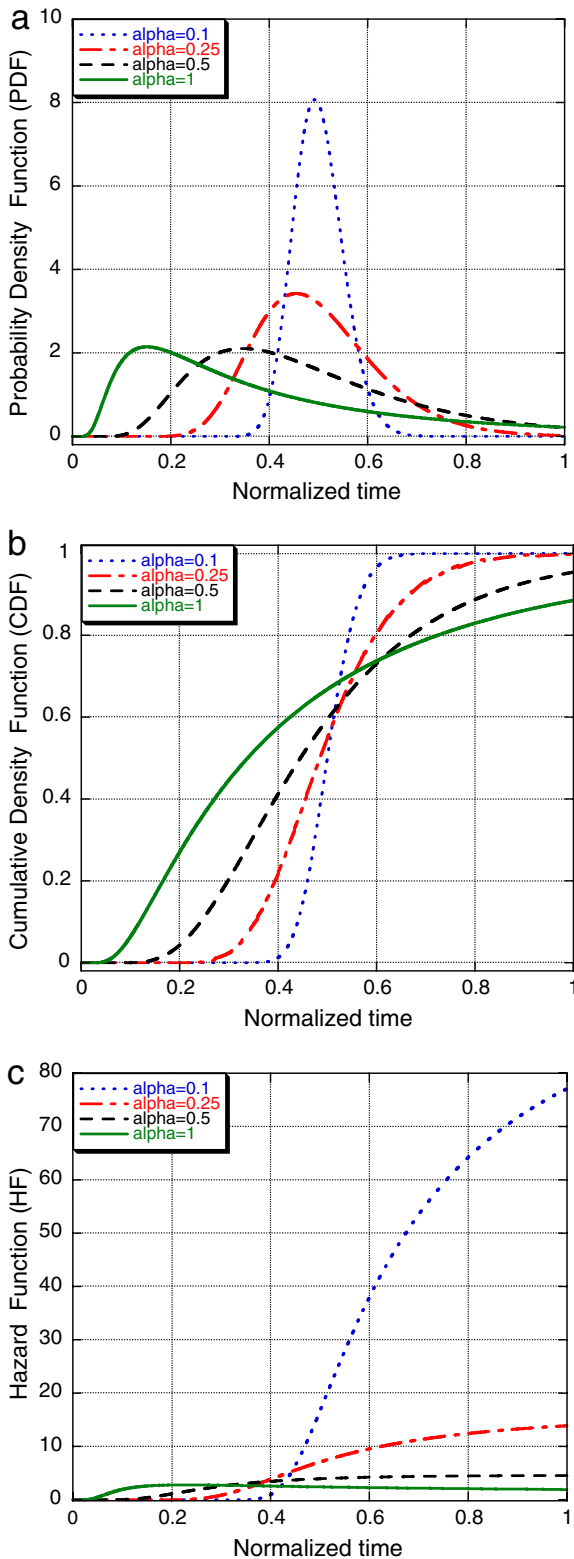 a
Probability Density Function (PDF)
10
8
6
4
2
0
alpha=0.1
alpha=0.25
alpha=0.5
alpha=1
0 0.2 0.4 0.6 0.8 1
Normalized time
b
Cumulative Density Function (CDF)
1
0.8
0.6
0.4
0.2
0
alpha=0.1
alpha=0.25
alpha=0.5
alpha=1
0 0.2 0.4 0.6 0.8 1
Normalized time
c
Hazard Function (HF)
80
70
60
50
40
30
20
10
0
alpha=0.1
alpha=0.25
alpha=0.5
alpha=1
0 0.2 0.4 0.6 0.8 1
Normalized time